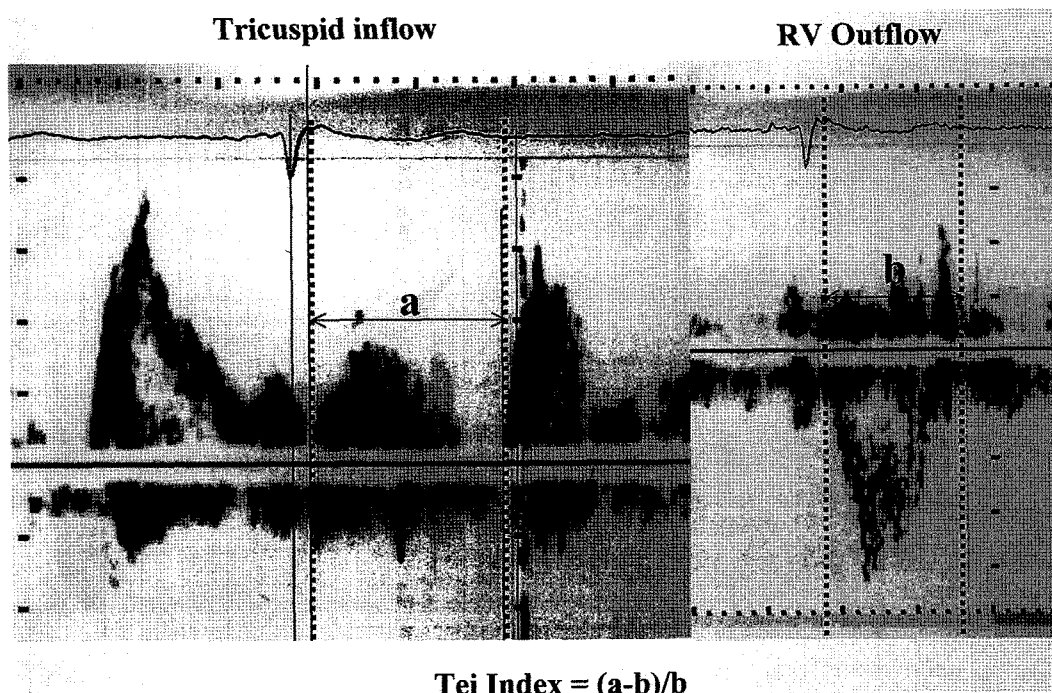 Tricuspid inflow
RV Outflow
a
b
Tei Index = (a-b)/b